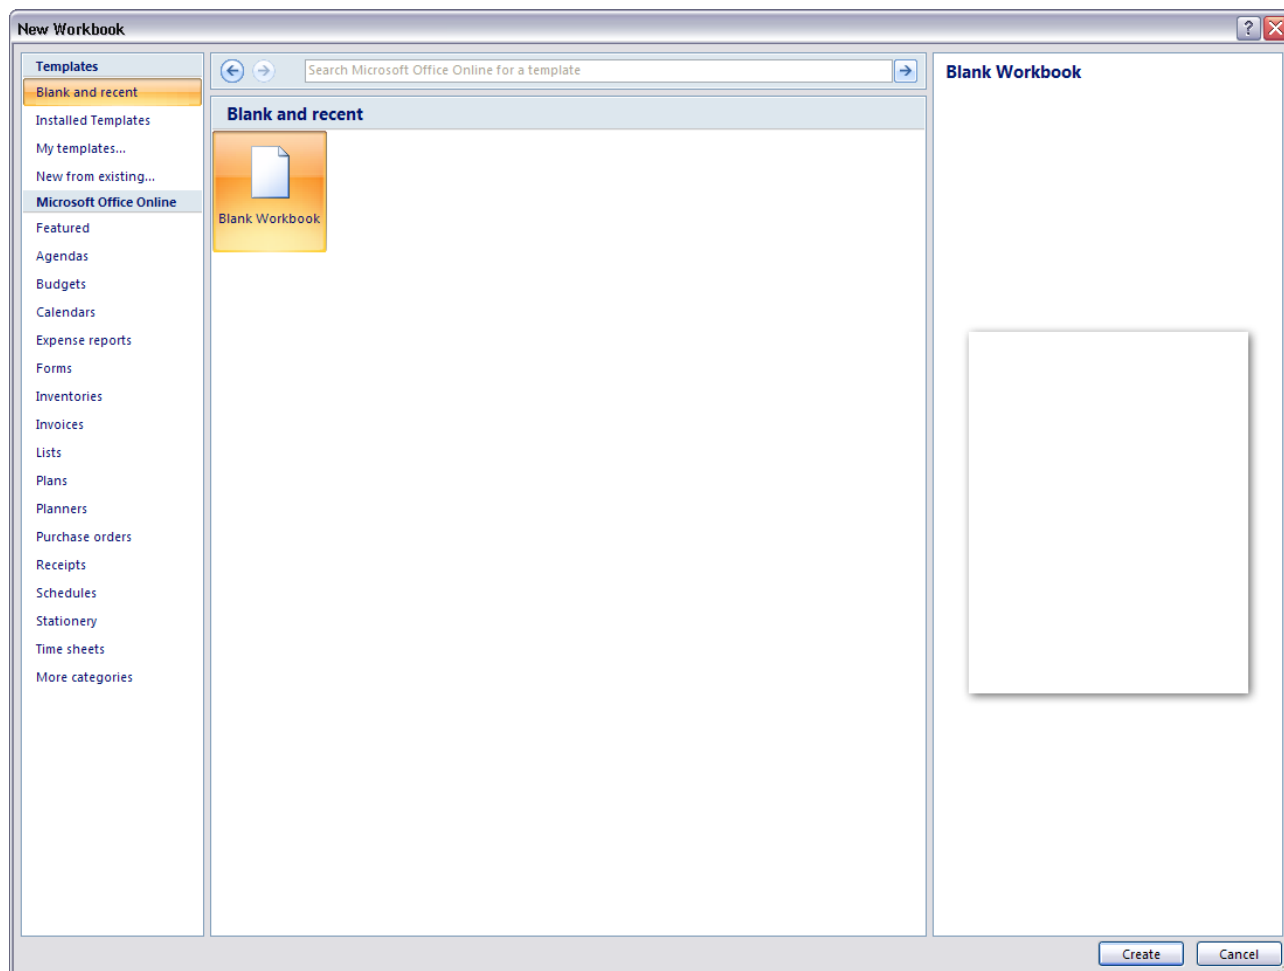 New Workbook
Templates
Blank and recent
Installed Templates
My templates...
New from existing...
Microsoft Office Online
Featured
Agendas
Budgets
Calendars
Expense reports
Forms
Inventories
Invoices
Lists
Plans
Planners
Purchase orders
Receipts
Schedules
Stationery
Time sheets
More categories
Search Microsoft Office Online for a template
Blank and recent
Blank Workbook
Blank Workbook
Create
Cancel